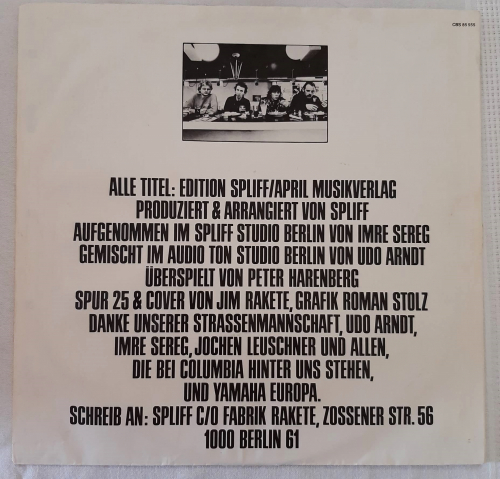 CBS 85 550
ALLE TITEL: EDITION SPLIFF/APRIL MUSIKVERLAG
PRODUZIERT & ARRANGIERT VON SPLIFF
AUFGENOMMEN IM SPLIFF STUDIO BERLIN VON IMRE SEREG
GEMISCHT IM AUDIO TON STUDIO BERLIN VON UDO ARNDT
ÜBERSPIELT VON PETER HARENBERG
SPUR 25 & COVER VON JIM RAKETE, GRAFIK ROMAN STOLZ
DANKE UNSERER STRASSENMANNSCHAFT, UDO ARNDT,
IMRE SEREG, JOCHEN LEUSCHNER UND ALLEN,
DIE BEI COLUMBIA HINTER UNS STEHEN,
UND YAMAHA EUROPA.
SCHREIB AN: SPLIFF C/O FABRIK RAKETE, ZOSSENER STR. 56
1000 BERLIN 61